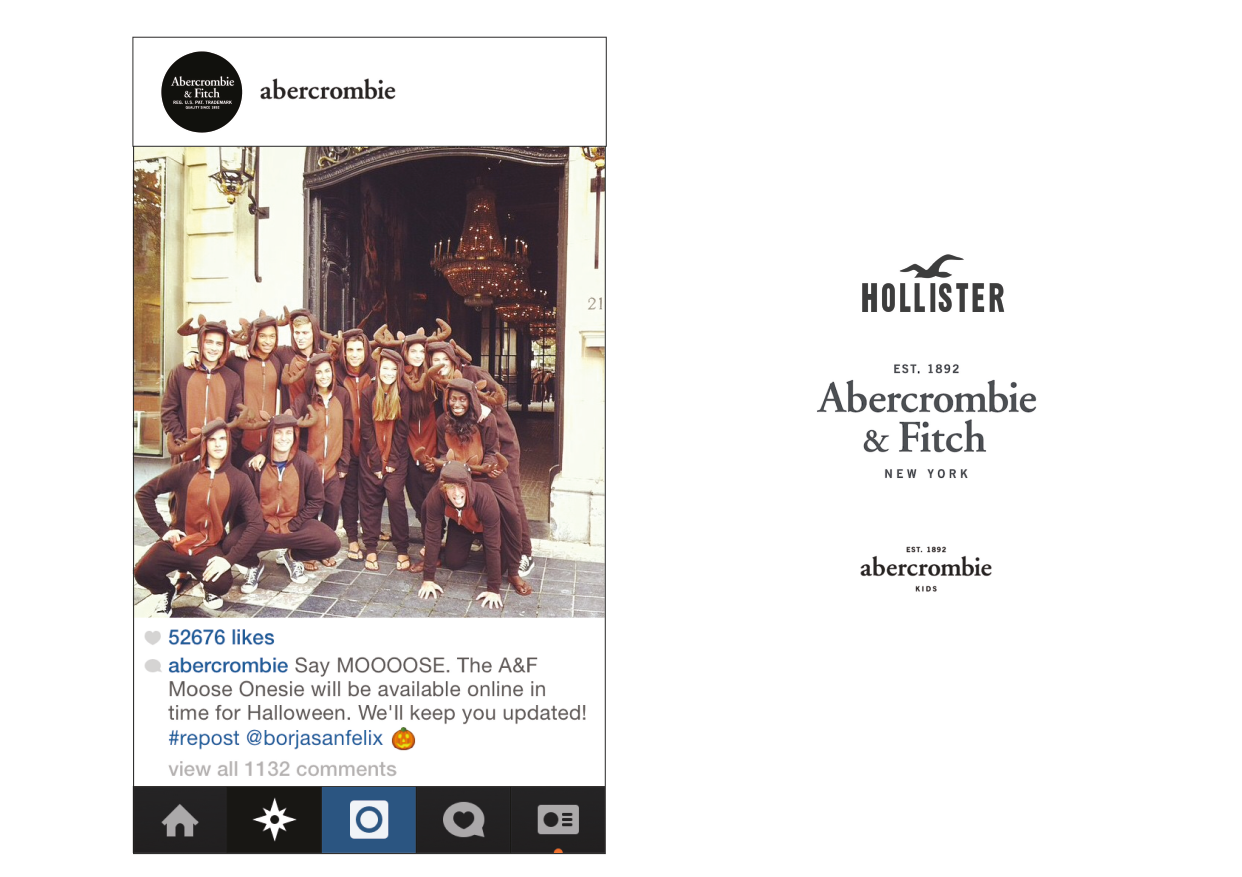 Abercrombie
& Fitch
REG. U.S. PAT. TRADEMARK
QUALITY SINCE 1892
abercrombie
21
52676 likes
abercrombie Say MOOOOSE. The A&F
Moose Onesie will be available online in
time for Halloween. We'll keep you updated!
#repost @borjasanfelix 🎃
view all 1132 comments
HOLLISTER
EST. 1892
Abercrombie
& Fitch
NEW YORK
EST. 1892
abercrombie
KIDS